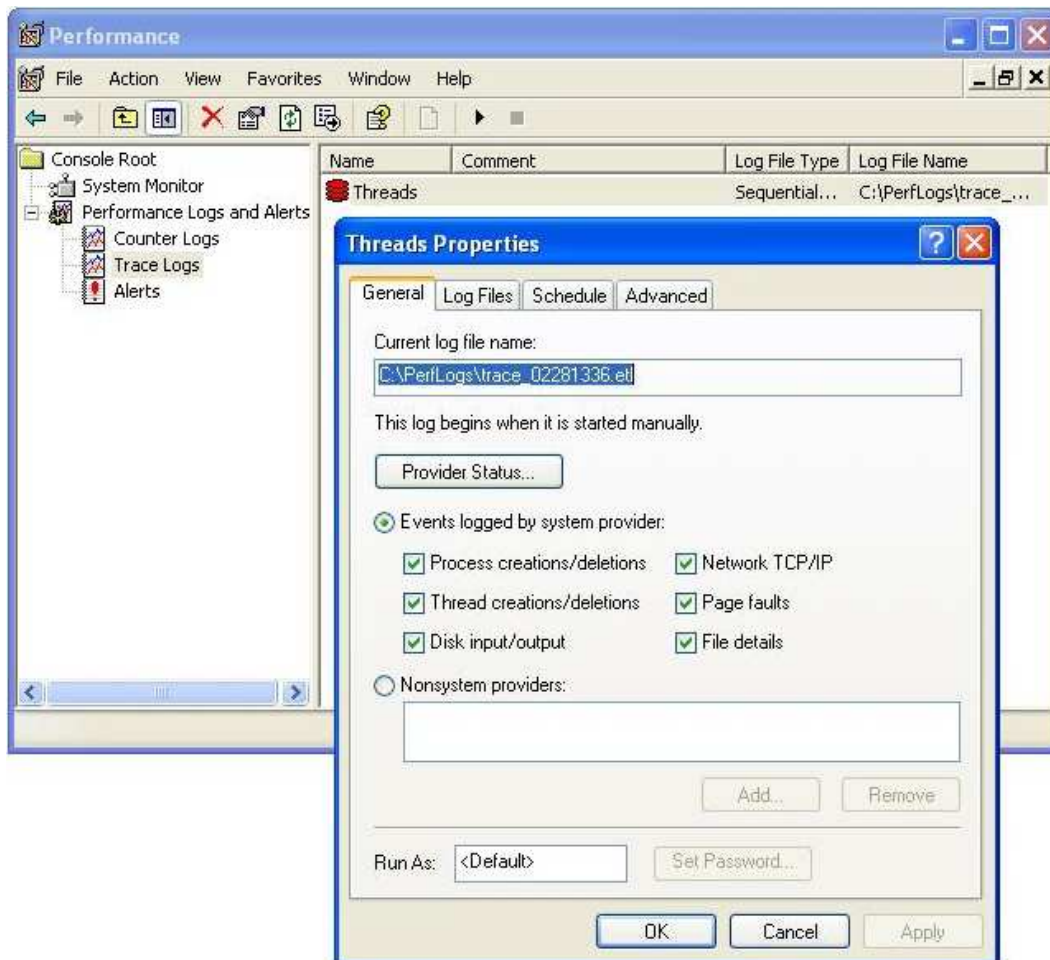 Performance
File Action View Favorites Window Help
Console Root
System Monitor
Performance Logs and Alerts
Counter Logs
Trace Logs
Alerts
Name Comment Log File Type Log File Name
Threads Sequential... C:\PerfLogs\trace_...
Threads Properties
General Log Files Schedule Advanced
Current log file name:
C:\PerfLogs\trace_02281336.etl
This log begins when it is started manually.
Provider Status...
Events logged by system provider:
Process creations/deletions Network TCP/IP
Thread creations/deletions Page faults
Disk input/output File details
Nonsystem providers:
Add... Remove
Run As: <Default> Set Password...
OK Cancel Apply